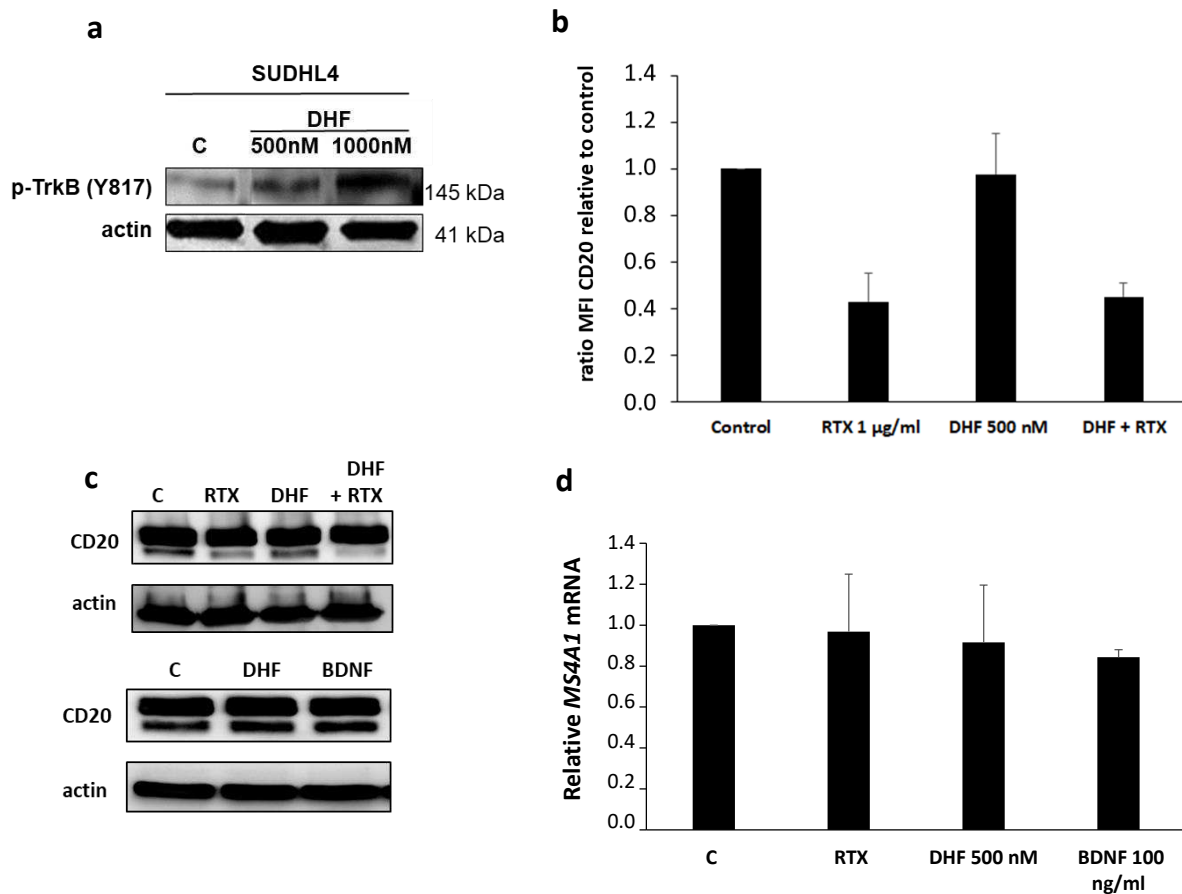 a
SUDHL4
DHF
C 500nM 1000nM
p-TrkB (Y817)
145 kDa
actin
41 kDa
b
ratio MFI CD20 relative to control
1.4
1.2
1.0
0.8
0.6
0.4
0.2
0.0
Control RTX 1 µg/ml DHF 500 nM DHF + RTX
c
C RTX DHF DHF
+ RTX
CD20
actin
C DHF BDNF
CD20
actin
d
Relative MS4A1 mRNA
1.4
1.2
1.0
0.8
0.6
0.4
0.2
0.0
C RTX DHF 500 nM BDNF 100
ng/ml